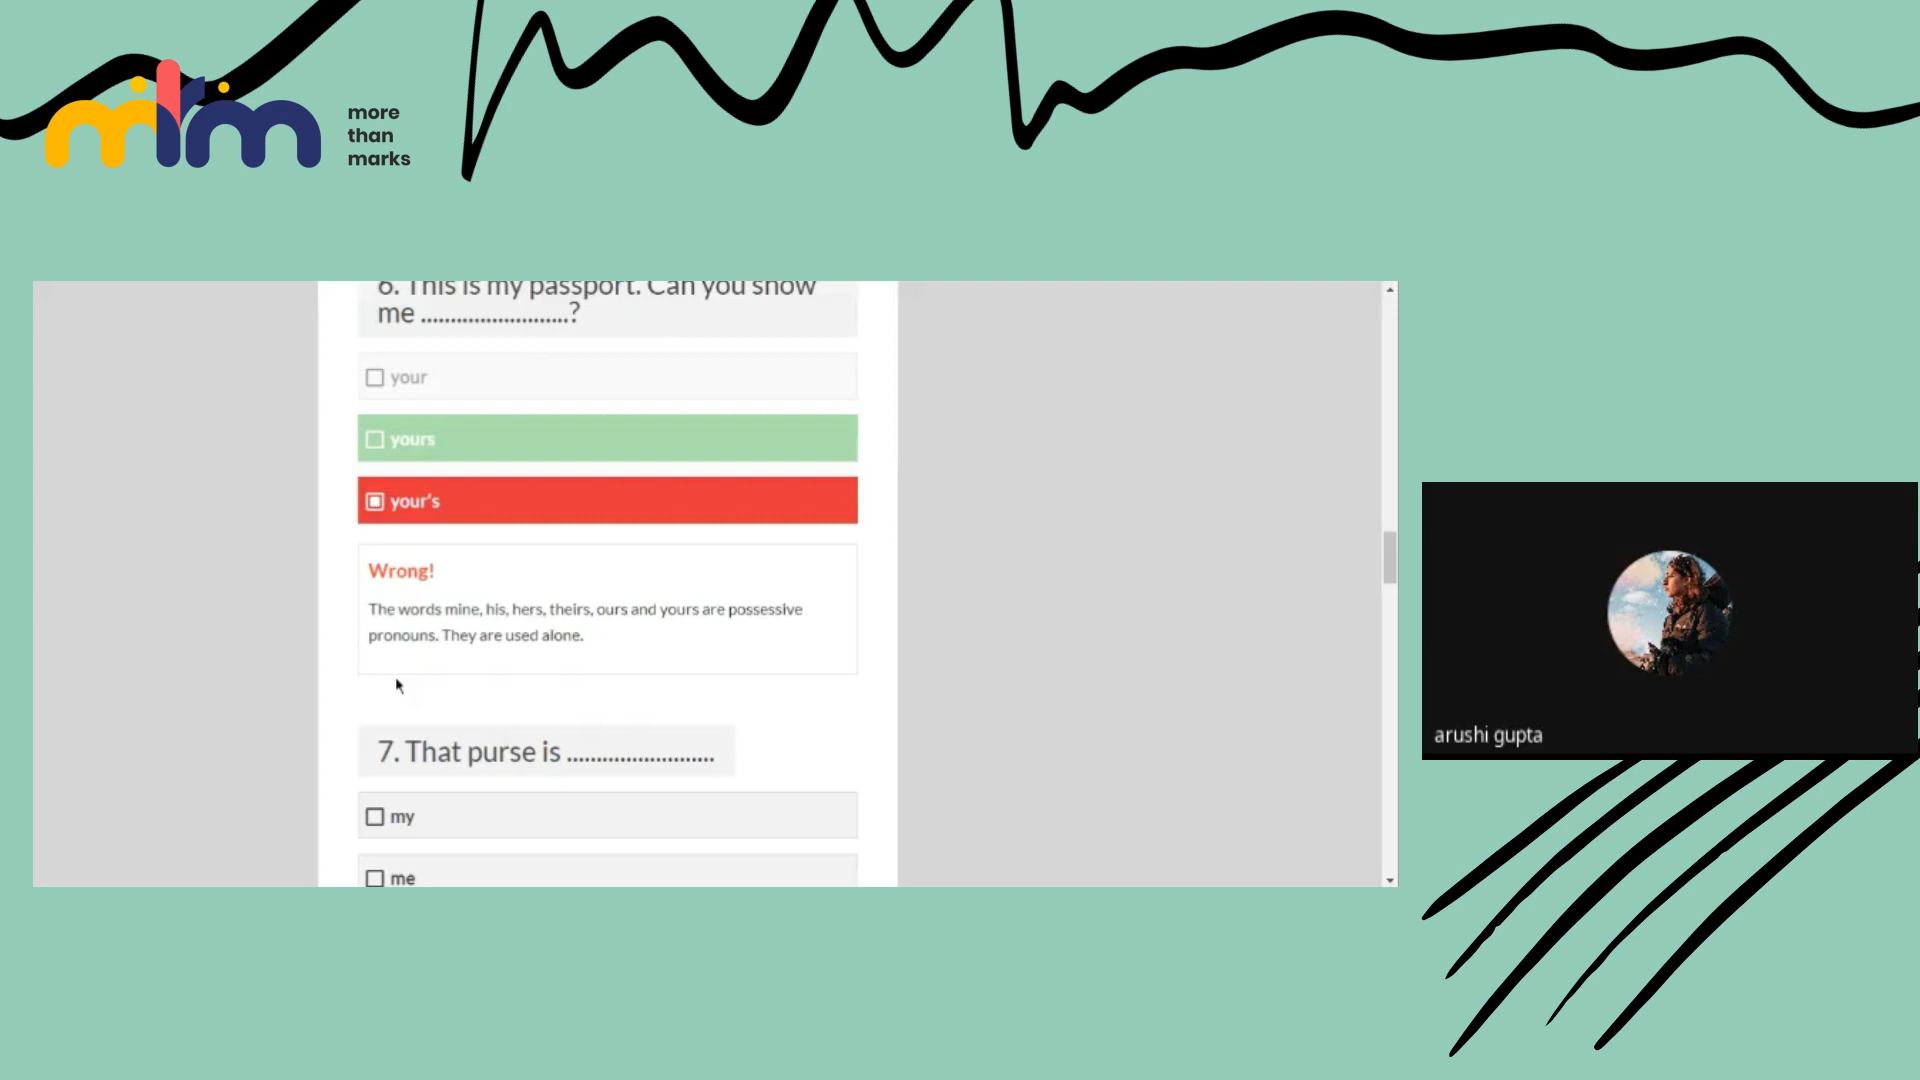 mtm
more
than
marks
6. This is my passport. Can you show
me .........................?
your
yours
your's
Wrong!
The words mine, his, hers, theirs, ours and yours are possessive
pronouns. They are used alone.
7. That purse is .........................
my
me
arushi gupta